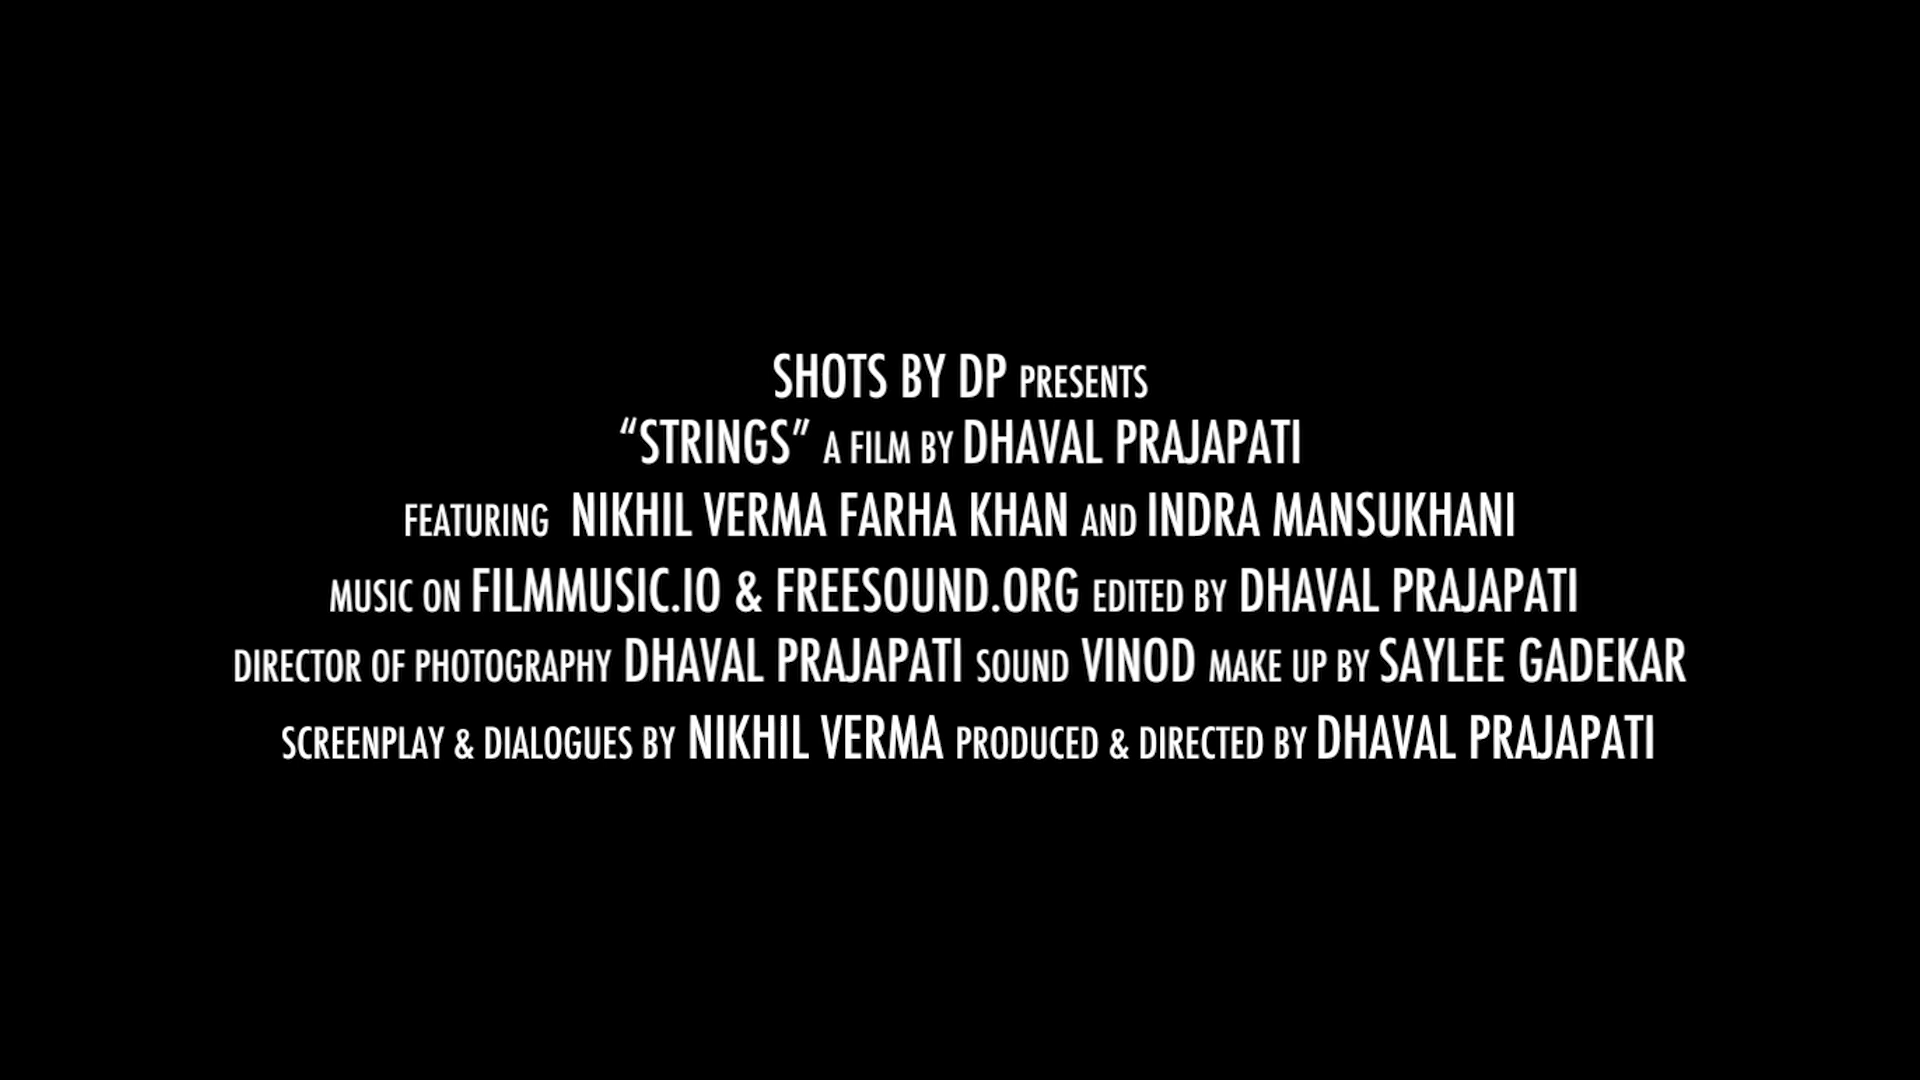 SHOTS BY DP PRESENTS
“STRINGS” A FILM BY DHAVAL PRAJAPATI
FEATURING NIKHIL VERMA FARHA KHAN AND INDRA MANSUKHANI
MUSIC ON FILMMUSIC.IO & FREESOUND.ORG EDITED BY DHAVAL PRAJAPATI
DIRECTOR OF PHOTOGRAPHY DHAVAL PRAJAPATI SOUND VINOD MAKE UP BY SAYLEE GADEKAR
SCREENPLAY & DIALOGUES BY NIKHIL VERMA PRODUCED & DIRECTED BY DHAVAL PRAJAPATI